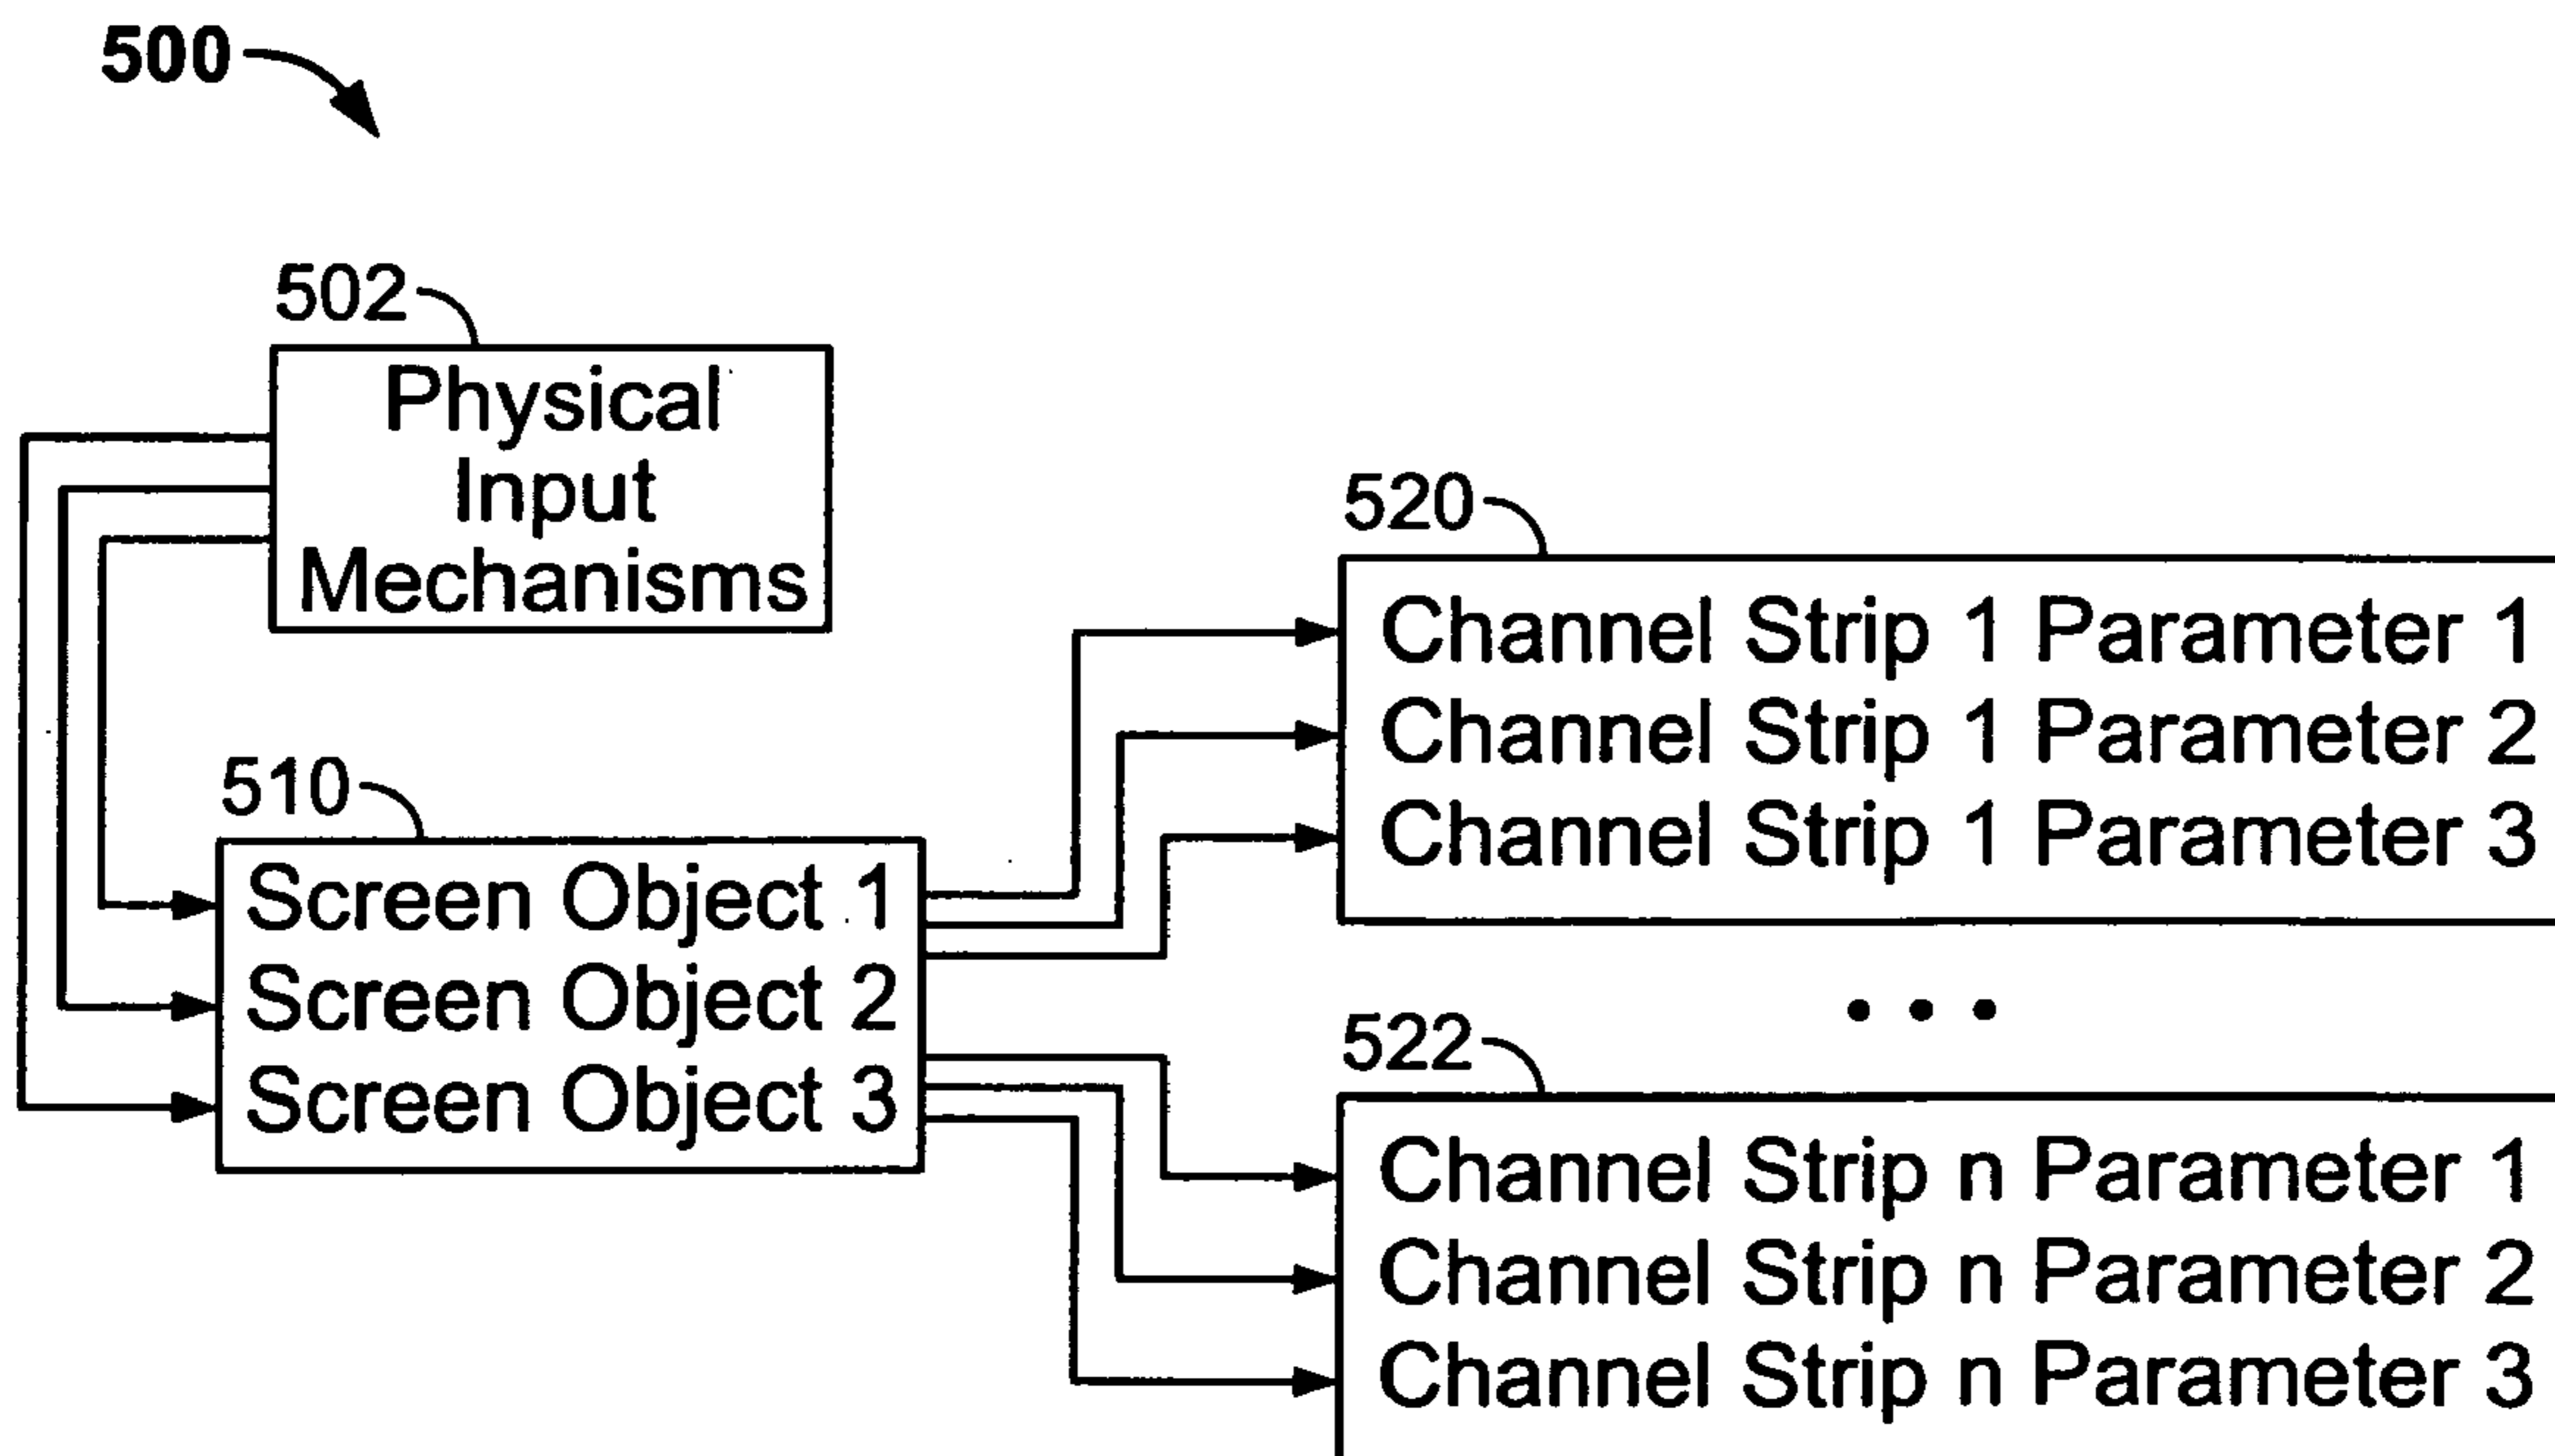 500
502
Physical
Input
Mechanisms
520
Channel Strip 1 Parameter 1
Channel Strip 1 Parameter 2
Channel Strip 1 Parameter 3
510
Screen Object 1
Screen Object 2
Screen Object 3
• • •
522
Channel Strip n Parameter 1
Channel Strip n Parameter 2
Channel Strip n Parameter 3